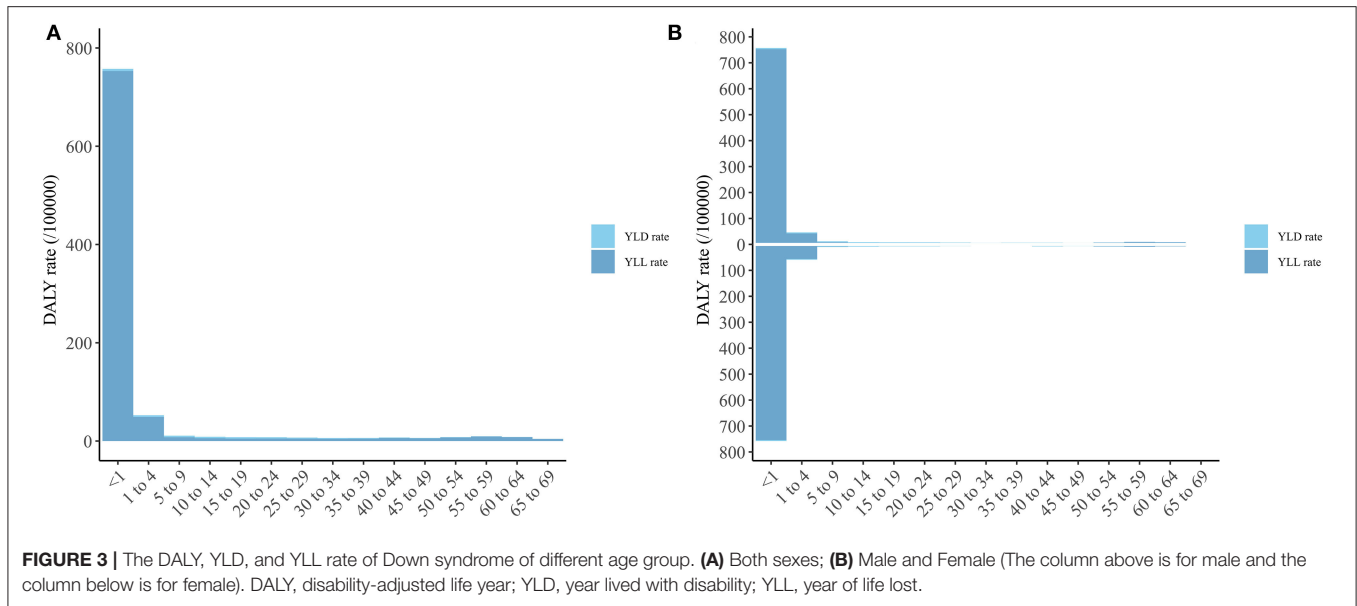 A
800
600
400
200
0
DALY rate (/100000)
<1
1 to 4
5 to 9
10 to 14
15 to 19
20 to 24
25 to 29
30 to 34
35 to 39
40 to 44
45 to 49
50 to 54
55 to 59
60 to 64
65 to 69
YLD rate
YLL rate
B
800
700
600
500
400
300
200
100
0
100
200
300
300
400
500
600
700
800
DALY rate (/100000)
<1
1 to 4
5 to 9
10 to 14
15 to 19
20 to 24
25 to 29
30 to 34
35 to 39
40 to 44
45 to 49
50 to 54
55 to 59
60 to 64
65 to 69
YLD rate
YLL rate
FIGURE 3 | The DALY, YLD, and YLL rate of Down syndrome of different age group. (A) Both sexes; (B) Male and Female (The column above is for male and the
column below is for female). DALY, disability-adjusted life year; YLD, year lived with disability; YLL, year of life lost.